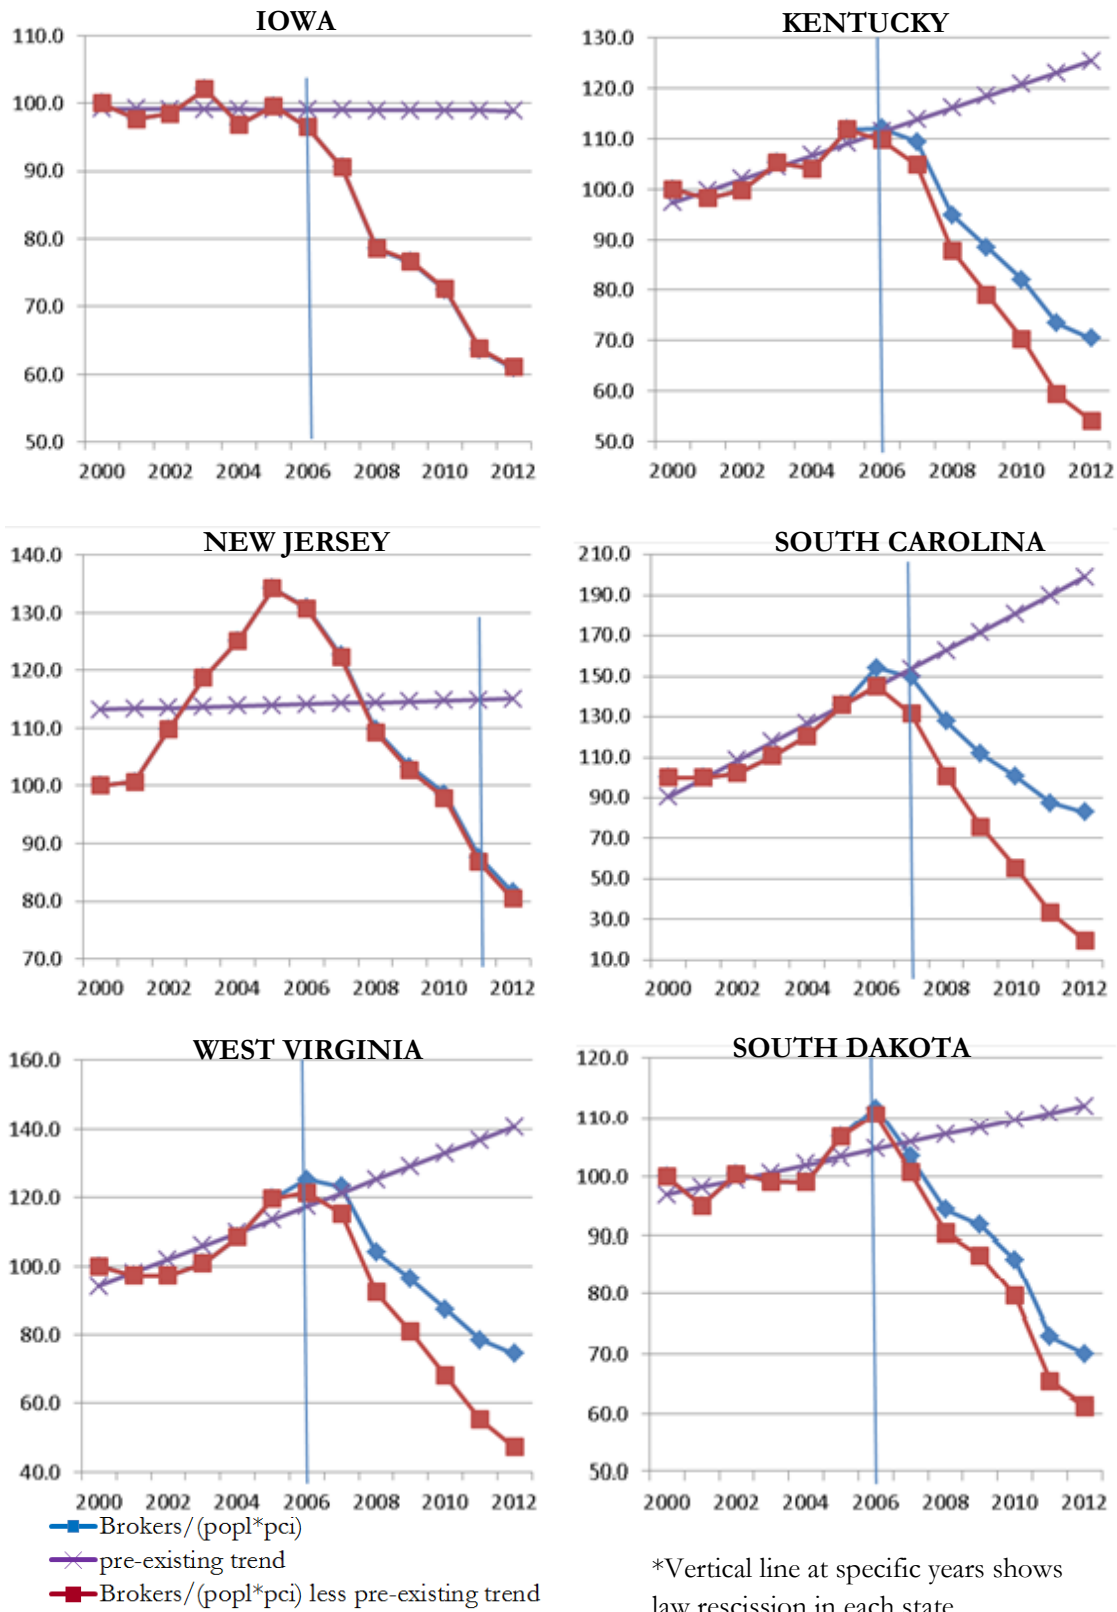 IOWA
110.0
100.0
90.0
80.0
70.0
60.0
50.0
2000 2002 2004 2006 2008 2010 2012
KENTUCKY
130.0
120.0
110.0
100.0
90.0
80.0
70.0
60.0
50.0
2000 2002 2004 2006 2008 2010 2012
NEW JERSEY
140.0
130.0
120.0
110.0
100.0
90.0
80.0
70.0
2000 2002 2004 2006 2008 2010 2012
SOUTH CAROLINA
210.0
190.0
170.0
150.0
130.0
110.0
90.0
70.0
50.0
30.0
10.0
2000 2002 2004 2006 2008 2010 2012
WEST VIRGINIA
160.0
140.0
120.0
100.0
80.0
60.0
40.0
2000 2002 2004 2006 2008 2010 2012
SOUTH DAKOTA
120.0
110.0
100.0
90.0
80.0
70.0
60.0
50.0
2000 2002 2004 2006 2008 2010 2012
Brokers/(popl*pci)
pre-existing trend
Brokers/(popl*pci) less pre-existing trend
*Vertical line at specific years shows
law rescission in each state